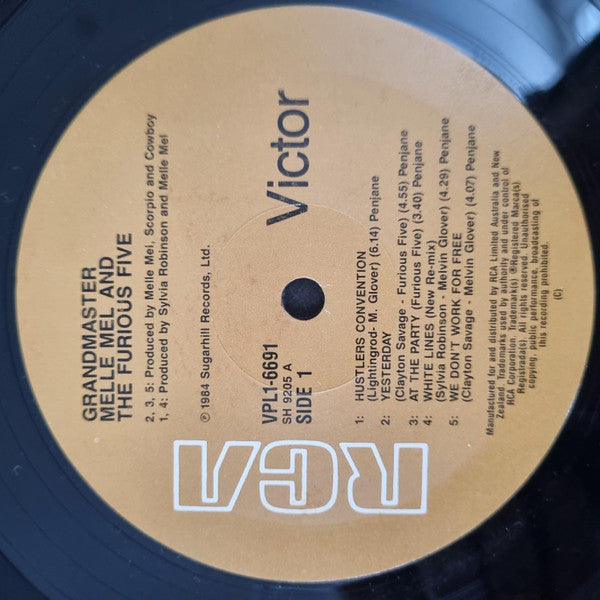 GRANDMASTER
MELLE MEL AND
THE FURIOUS FIVE
2, 3, 5: Produced by Melle Mel, Scorpio and Cowboy
1, 4: Produced by Sylvia Robinson and Melle Mel
RCA
Victor
℗ 1984 Sugarhill Records, Ltd.
VPL1-6691
SH 9205 A
SIDE 1
1: HUSTLERS CONVENTION
(Lightingrod- M. Glover) (6.14) Penjane
2: YESTERDAY
(Clayton Savage - Furious Five) (4.55) Penjane
3: AT THE PARTY (Furious Five) (3.40) Penjane
4: WHITE LINES (New Re-mix)
(Sylvia Robinson - Melvin Glover) (4.29) Penjane
5: WE DON'T WORK FOR FREE
(Clayton Savage - Melvin Glover) (4.07) Penjane
Manufactured for and distributed by RCA Limited Australia and New
Zealand. Trademarks used by authority and under control of
RCA Corporation. Trademark(s) ®Registered Marca(s)
Registrada(s). All rights reserved. Unauthorised
copying, public performance, broadcasting of
this recording prohibited.
(C)